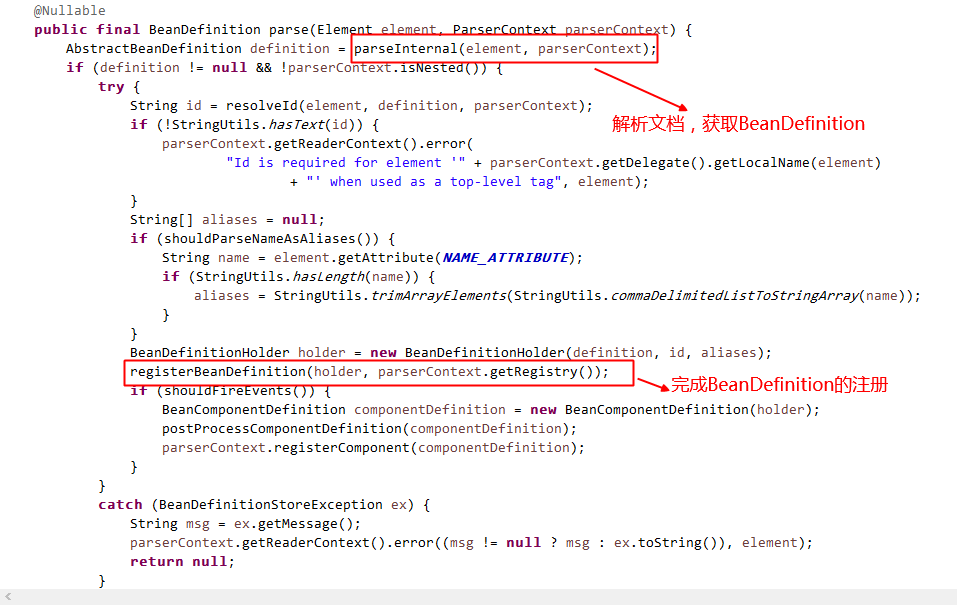 @Nullable
public final BeanDefinition parse(Element element, ParserContext parserContext) {
AbstractBeanDefinition definition = parseInternal(element, parserContext);
if (definition != null && !parserContext.isNested()) {
try {
String id = resolveId(element, definition, parserContext);
if (!StringUtils.hasText(id)) {
解析文档，获取BeanDefinition
parserContext.getReaderContext().error(
"Id is required for element '" + parserContext.getDelegate().getLocalName(element)
+ "' when used as a top-level tag", element);
}
String[] aliases = null;
if (shouldParseNameAsAliases()) {
String name = element.getAttribute(NAME_ATTRIBUTE);
if (StringUtils.hasLength(name)) {
aliases = StringUtils.trimArrayElements(StringUtils.commaDelimitedListToStringArray(name));
}
}
BeanDefinitionHolder holder = new BeanDefinitionHolder(definition, id, aliases);
registerBeanDefinition(holder, parserContext.getRegistry());
完成BeanDefinition的注册
if (shouldFireEvents()) {
BeanComponentDefinition componentDefinition = new BeanComponentDefinition(holder);
postProcessComponentDefinition(componentDefinition);
parserContext.registerComponent(componentDefinition);
}
}
catch (BeanDefinitionStoreException ex) {
String msg = ex.getMessage();
parserContext.getReaderContext().error((msg != null ? msg : ex.toString()), element);
return null;
}